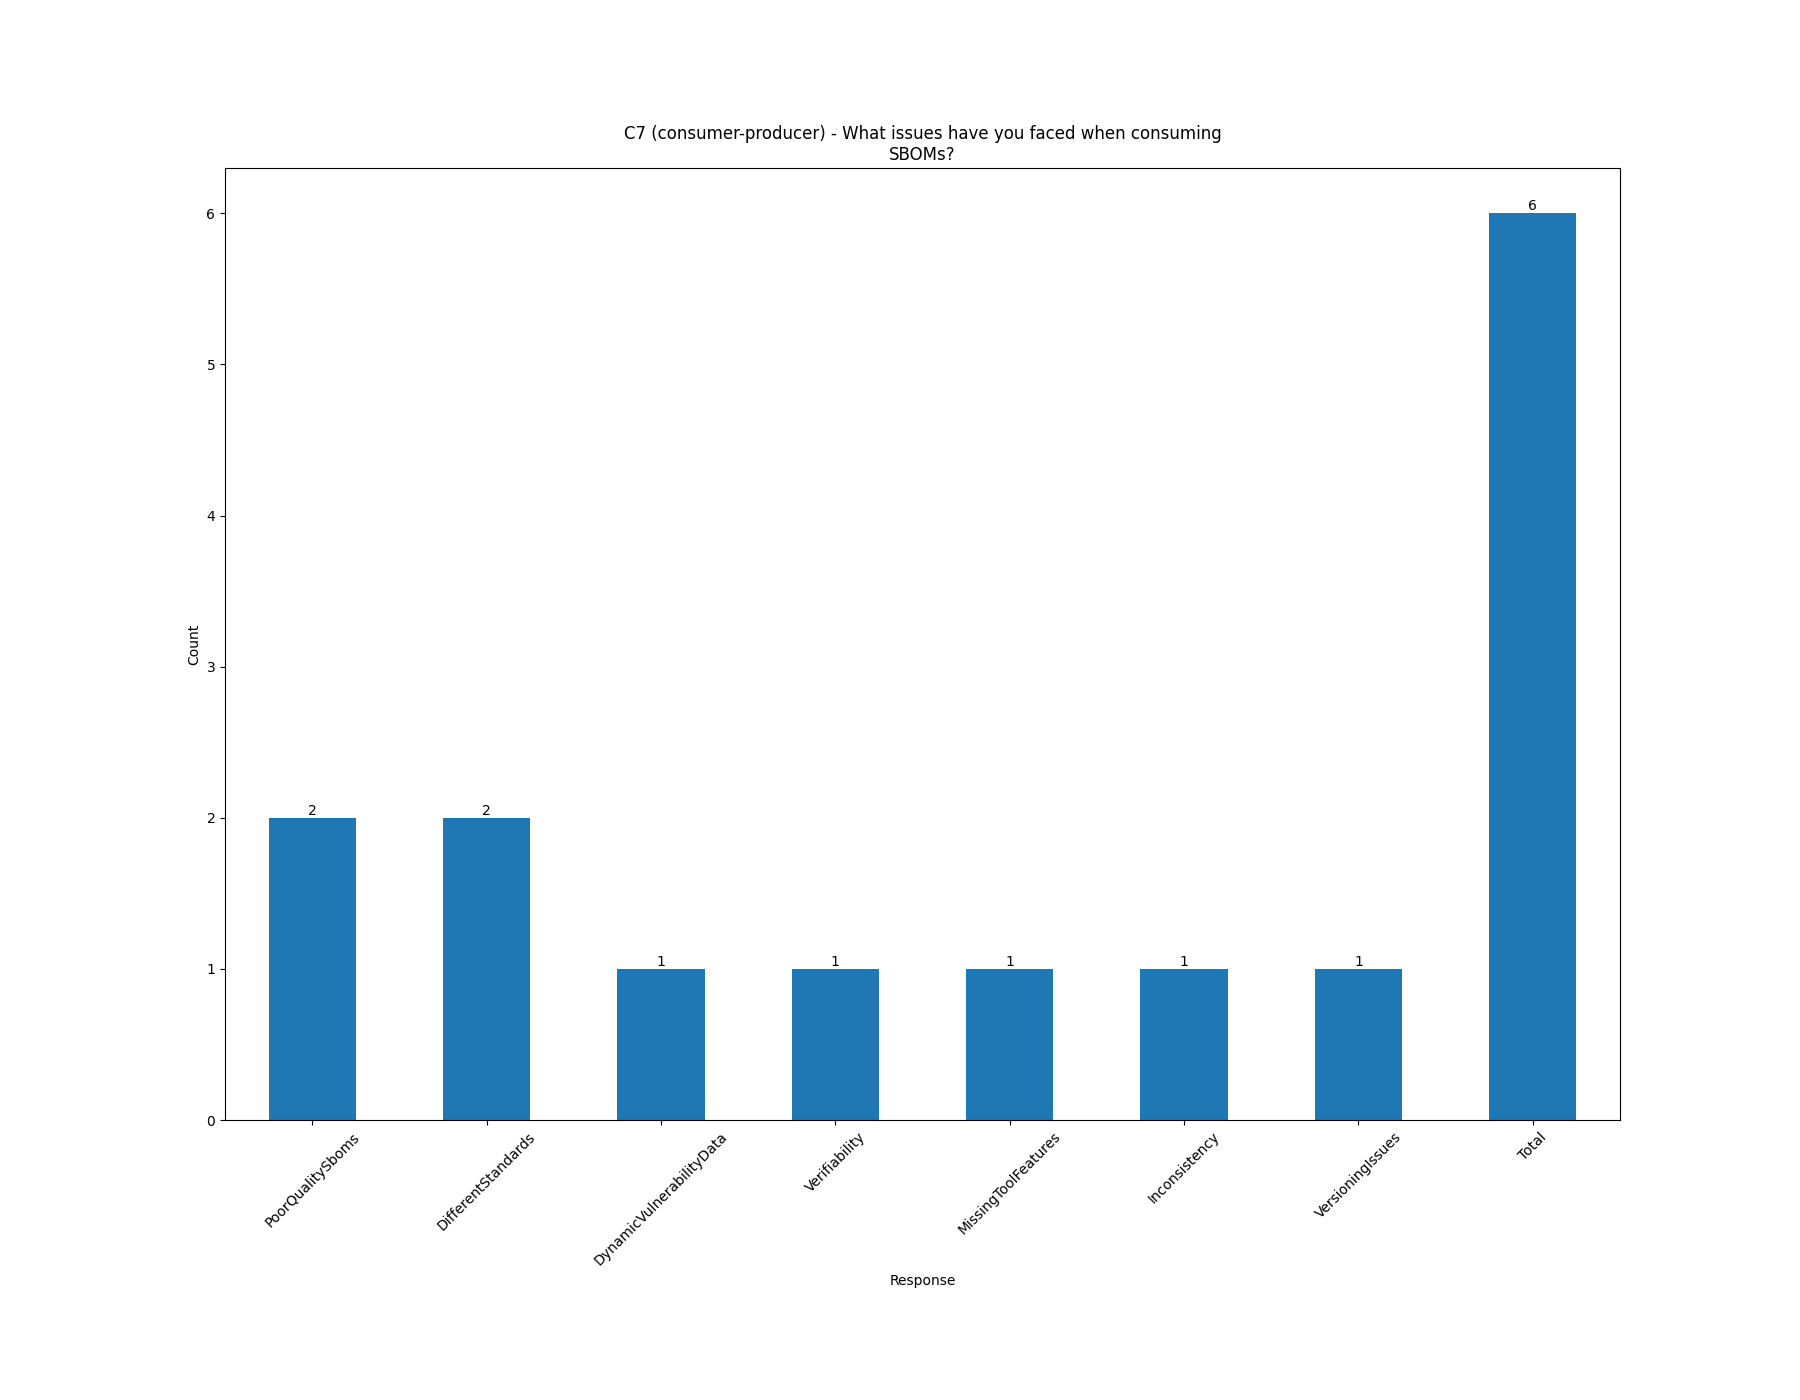 C7 (consumer-producer) - What issues have you faced when consuming
SBOMs?
Count
6
5
4
3
2
1
0
2
2
1
1
1
1
1
6
PoorQualitySboms
DifferentStandards
DynamicVulnerabilityData
Verifiability
MissingToolFeatures
Inconsistency
VersioningIssues
Total
Response